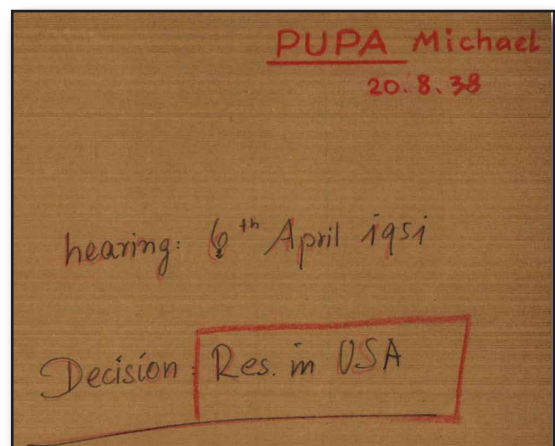 PUPA Michael
20.8.38
hearing: 6th April 1951
Decision: Res. in USA